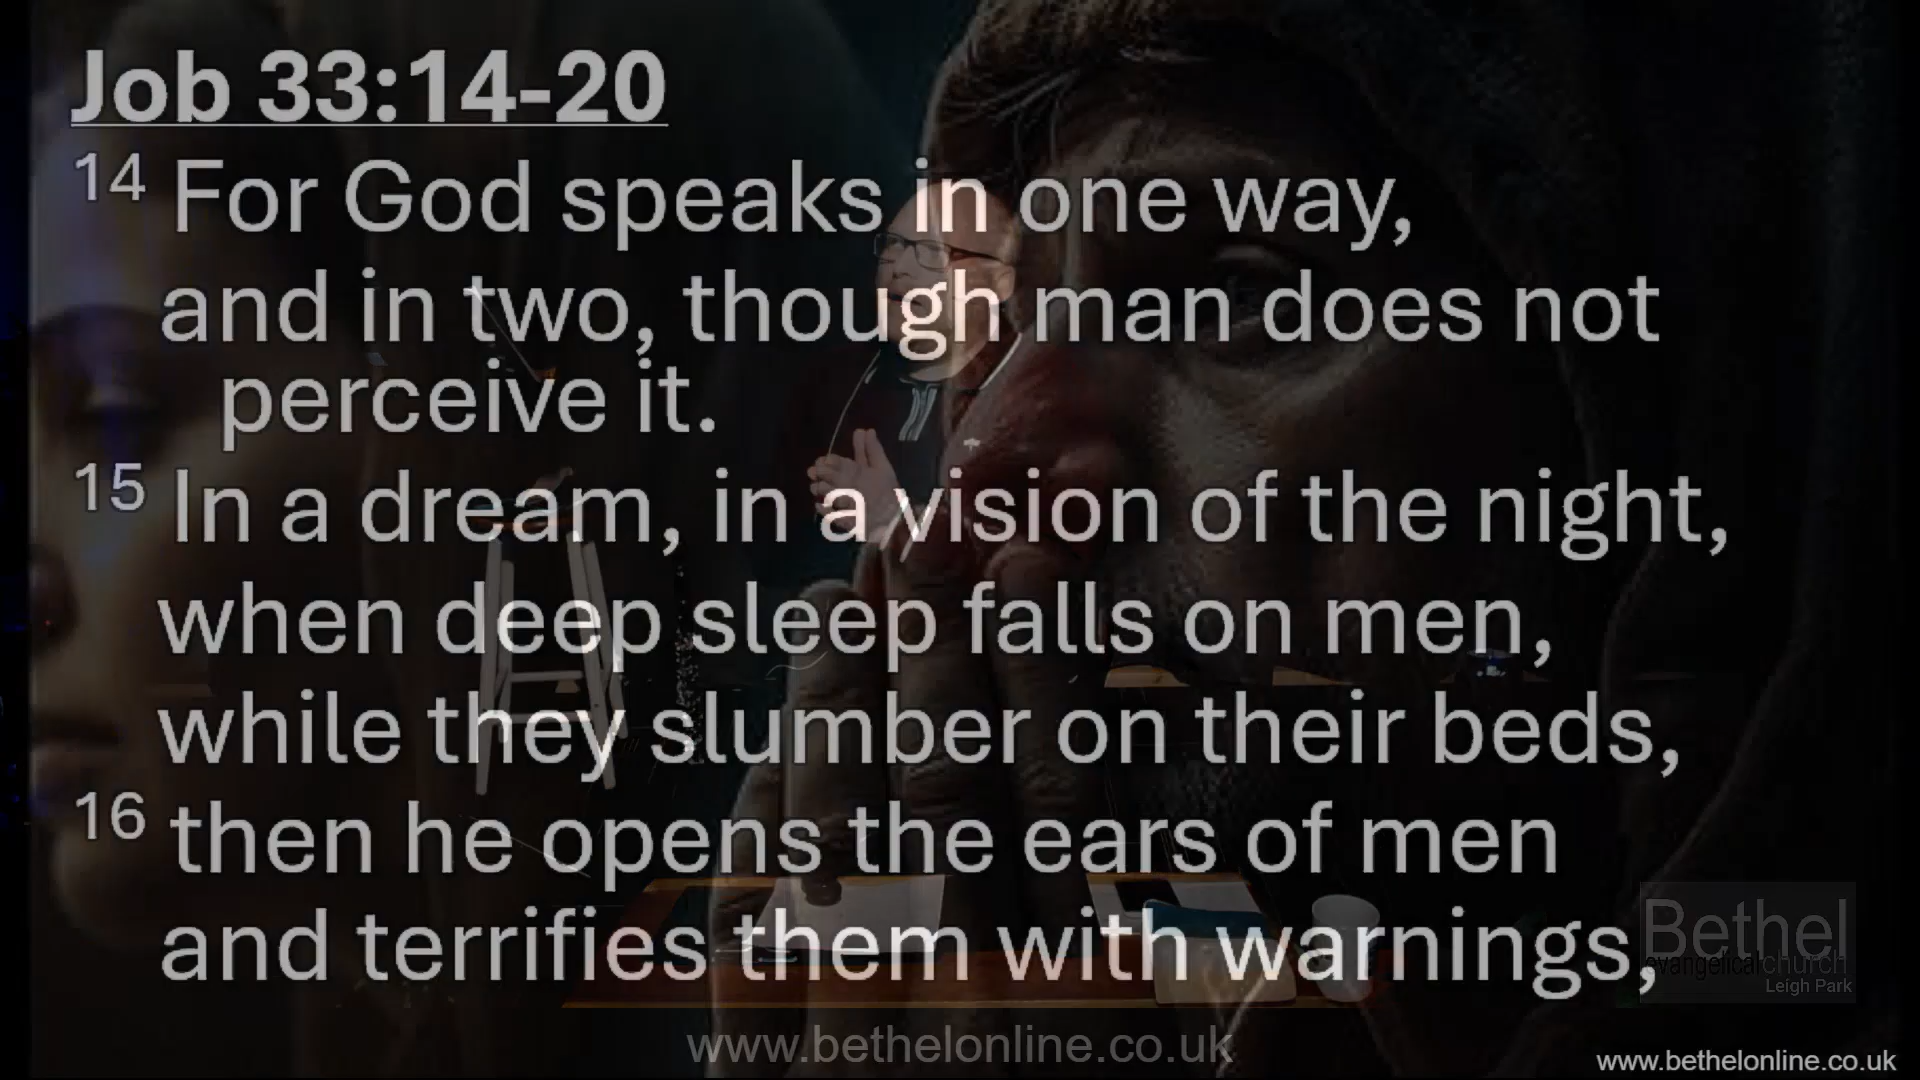 Job 33:14-20
14 For God speaks in one way,
and in two, though man does not
perceive it.
15 In a dream, in a vision of the night,
when deep sleep falls on men,
while they slumber on their beds,
16 then he opens the ears of men
and terrifies them with warnings,
Bethel
evangelicalchurch
Leigh Park
www.bethelonline.co.uk
www.bethelonline.co.uk